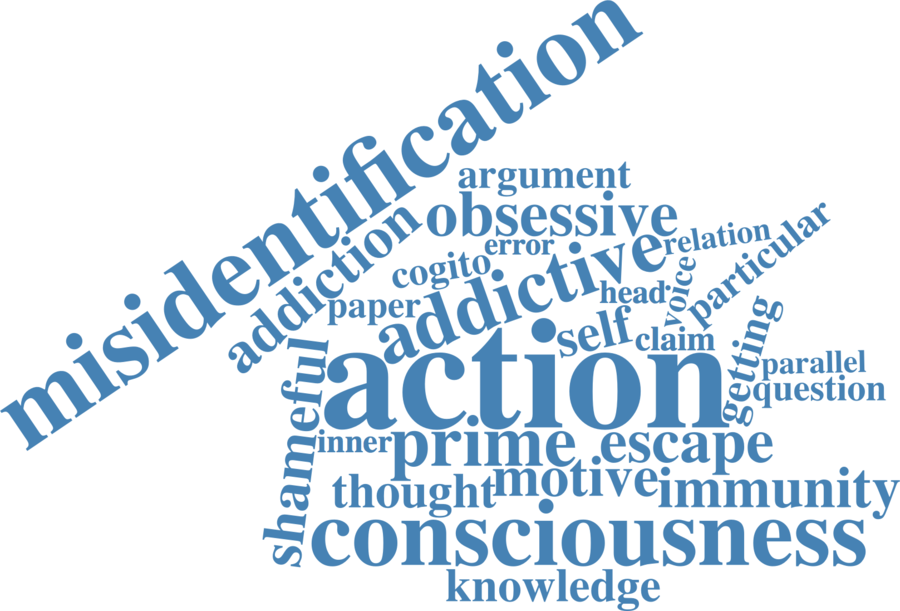 misidentification
argument
obsessive
addiction
error
relation
particular
cogito
addictive
voice
paper
head
self
claim
action
getting
parallel
question
shameful
inner
prime
escape
thought
motive
immunity
consciousness
knowledge